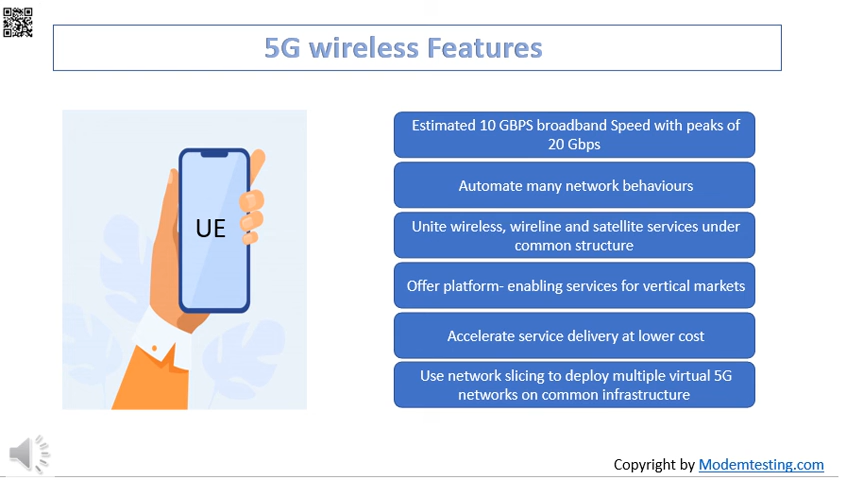 5G wireless Features
UE
Estimated 10 GBPS broadband Speed with peaks of
20 Gbps
Automate many network behaviours
Unite wireless, wireline and satellite services under
common structure
Offer platform- enabling services for vertical markets
Accelerate service delivery at lower cost
Use network slicing to deploy multiple virtual 5G
networks on common infrastructure
Copyright by Modemtesting.com